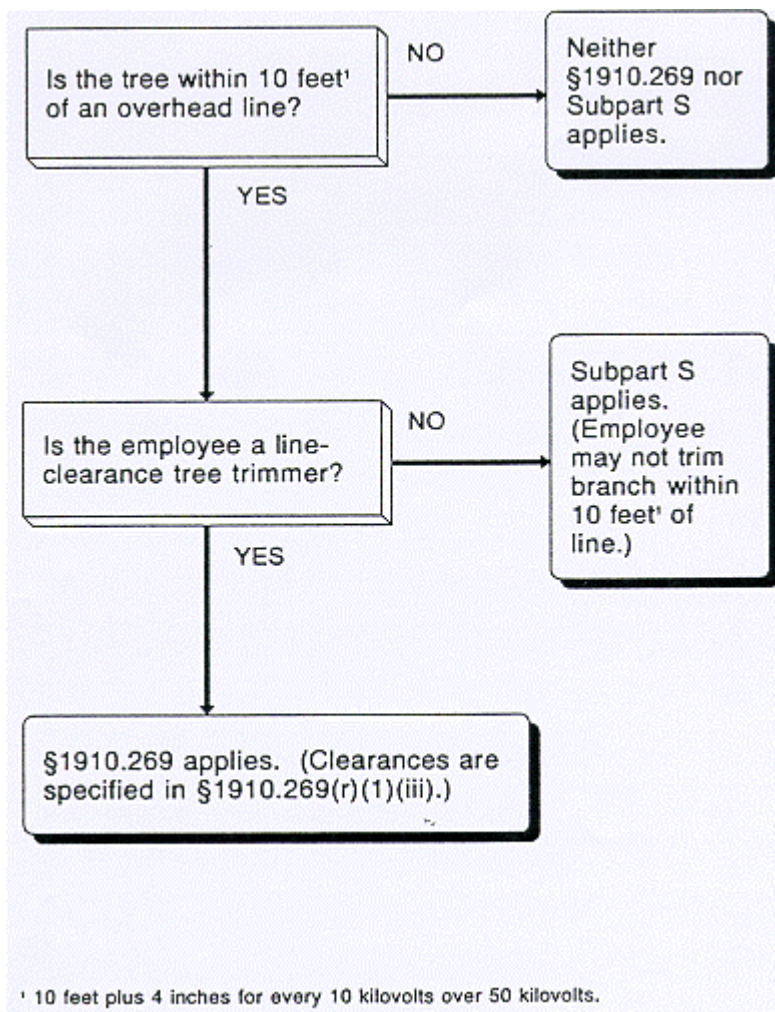 Is the tree within 10 feet¹
of an overhead line?
NO
Neither
§1910.269 nor
Subpart S
applies.
YES
Is the employee a line-
clearance tree trimmer?
NO
Subpart S
applies.
(Employee
may not trim
branch within
10 feet¹ of
line.)
YES
§1910.269 applies. (Clearances are
specified in §1910.269(r)(1)(iii).)
¹ 10 feet plus 4 inches for every 10 kilovolts over 50 kilovolts.